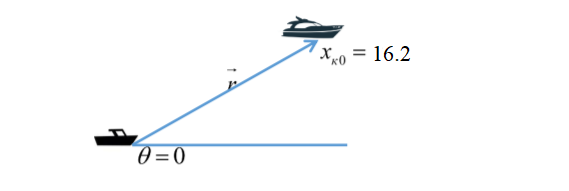 x_к0 = 16.2
r⃗
θ = 0